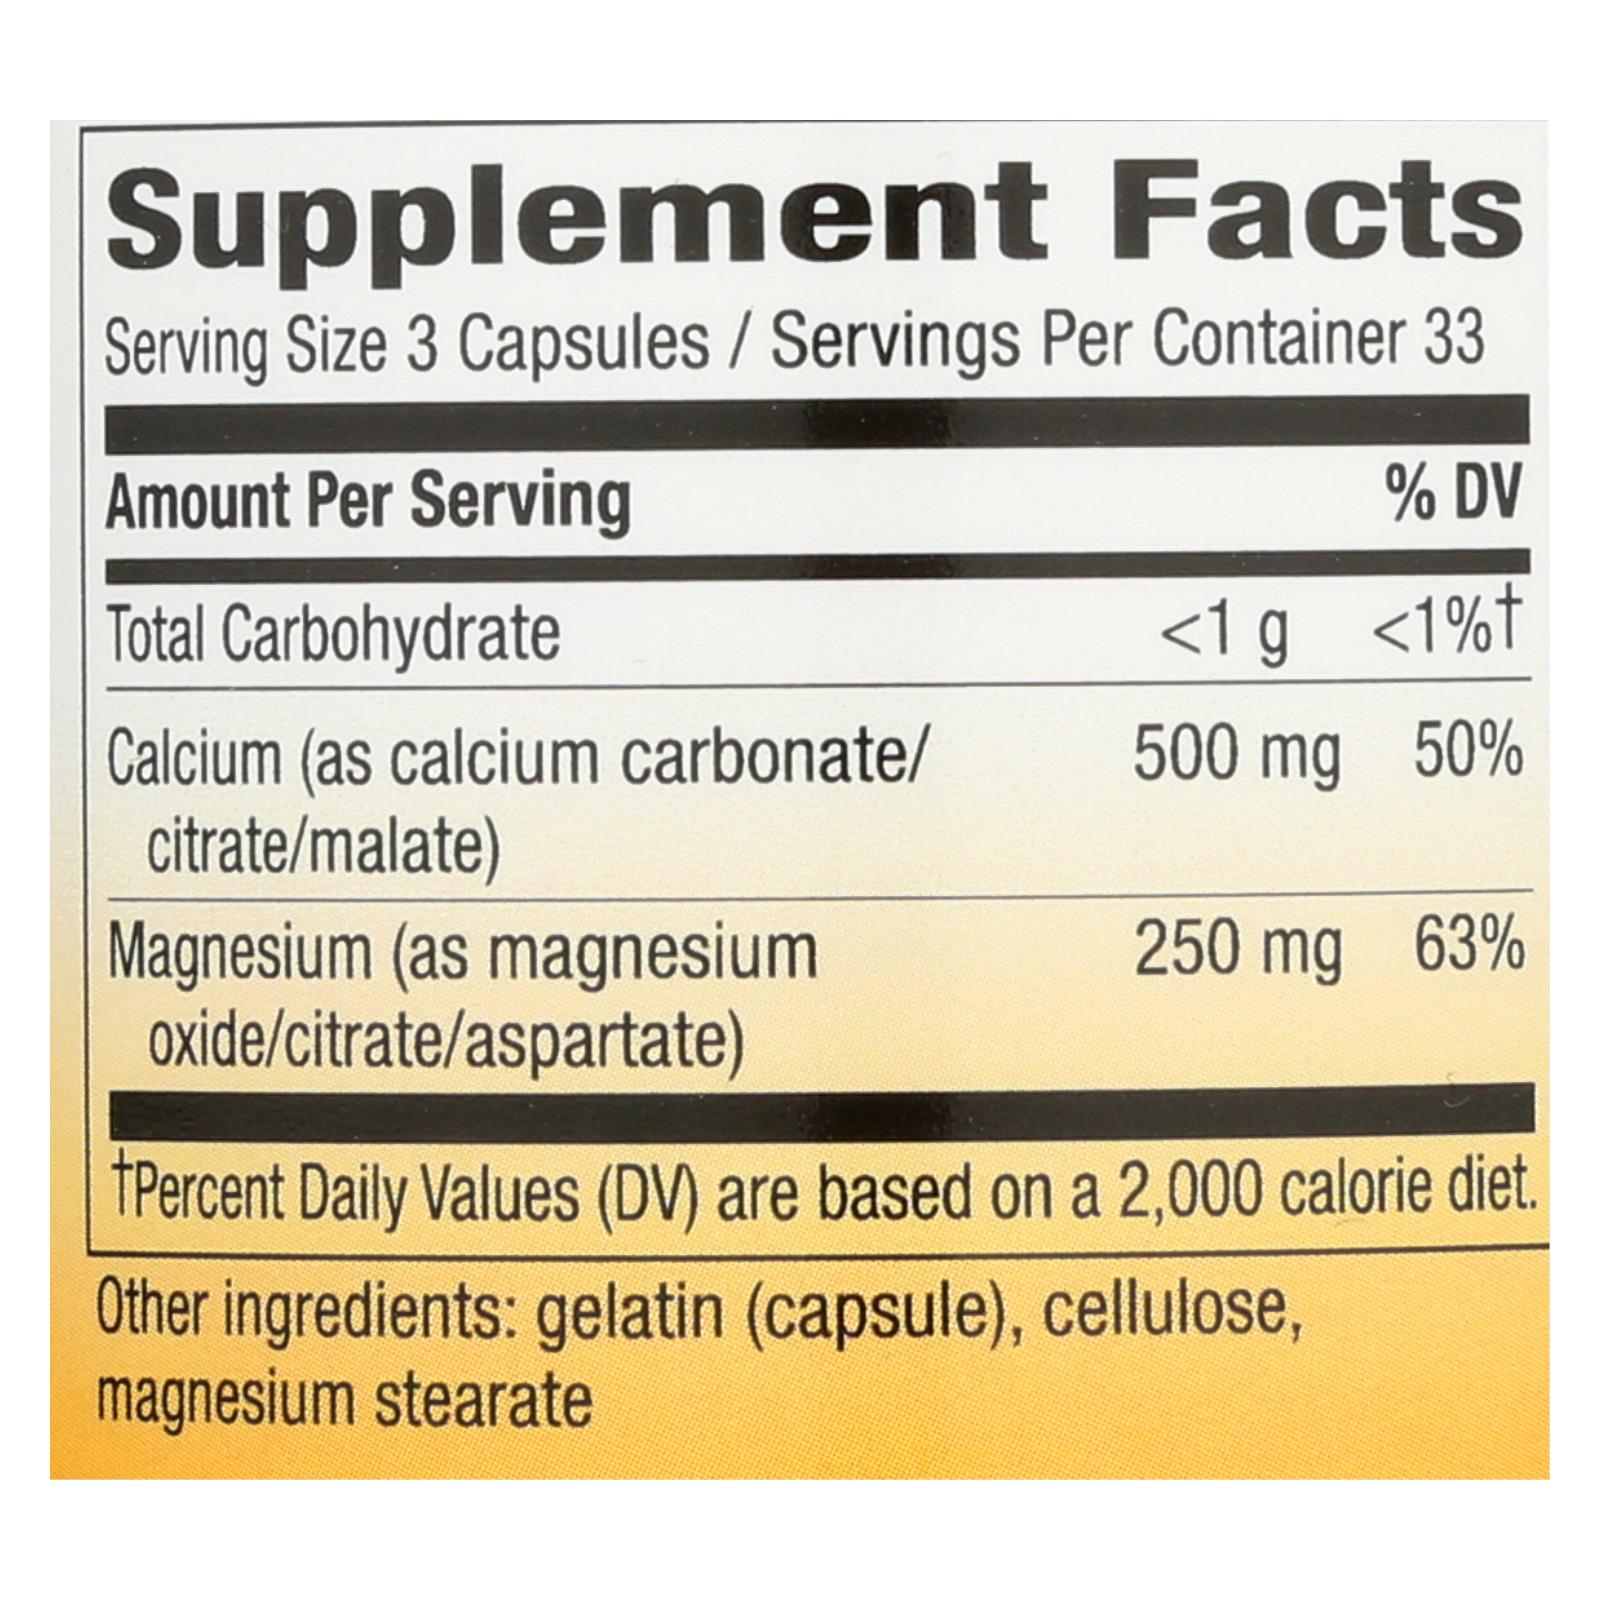 Supplement Facts
Serving Size 3 Capsules / Servings Per Container 33
Amount Per Serving % DV
Total Carbohydrate <1 g <1%†
Calcium (as calcium carbonate/ 500 mg 50%
citrate/malate)
Magnesium (as magnesium 250 mg 63%
oxide/citrate/aspartate)
†Percent Daily Values (DV) are based on a 2,000 calorie diet.
Other ingredients: gelatin (capsule), cellulose,
magnesium stearate